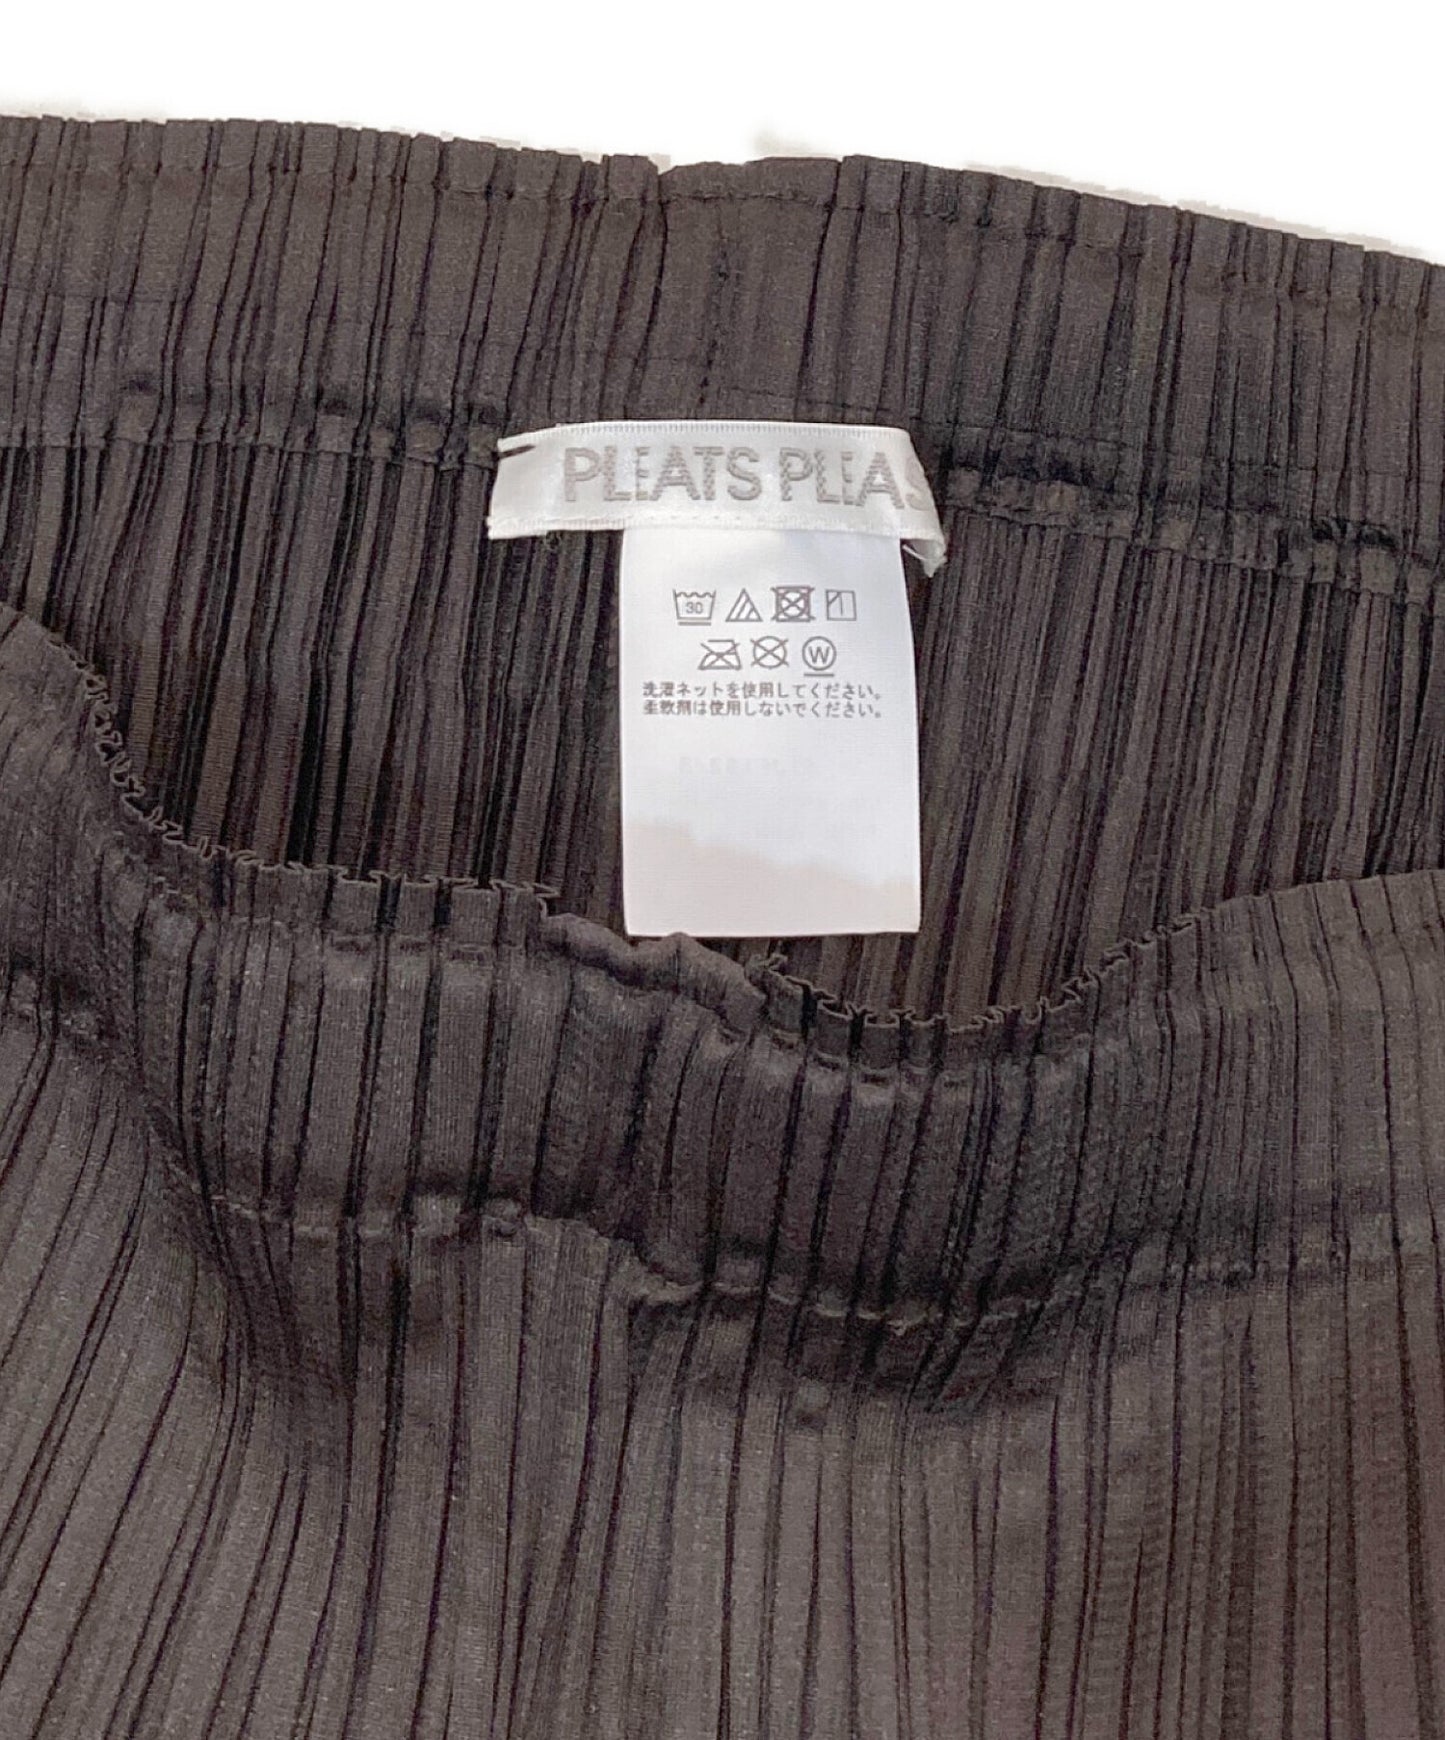 PLEATS PLEAS
30
W
洗濯ネットを使用してください。
柔軟剤は使用しないでください。